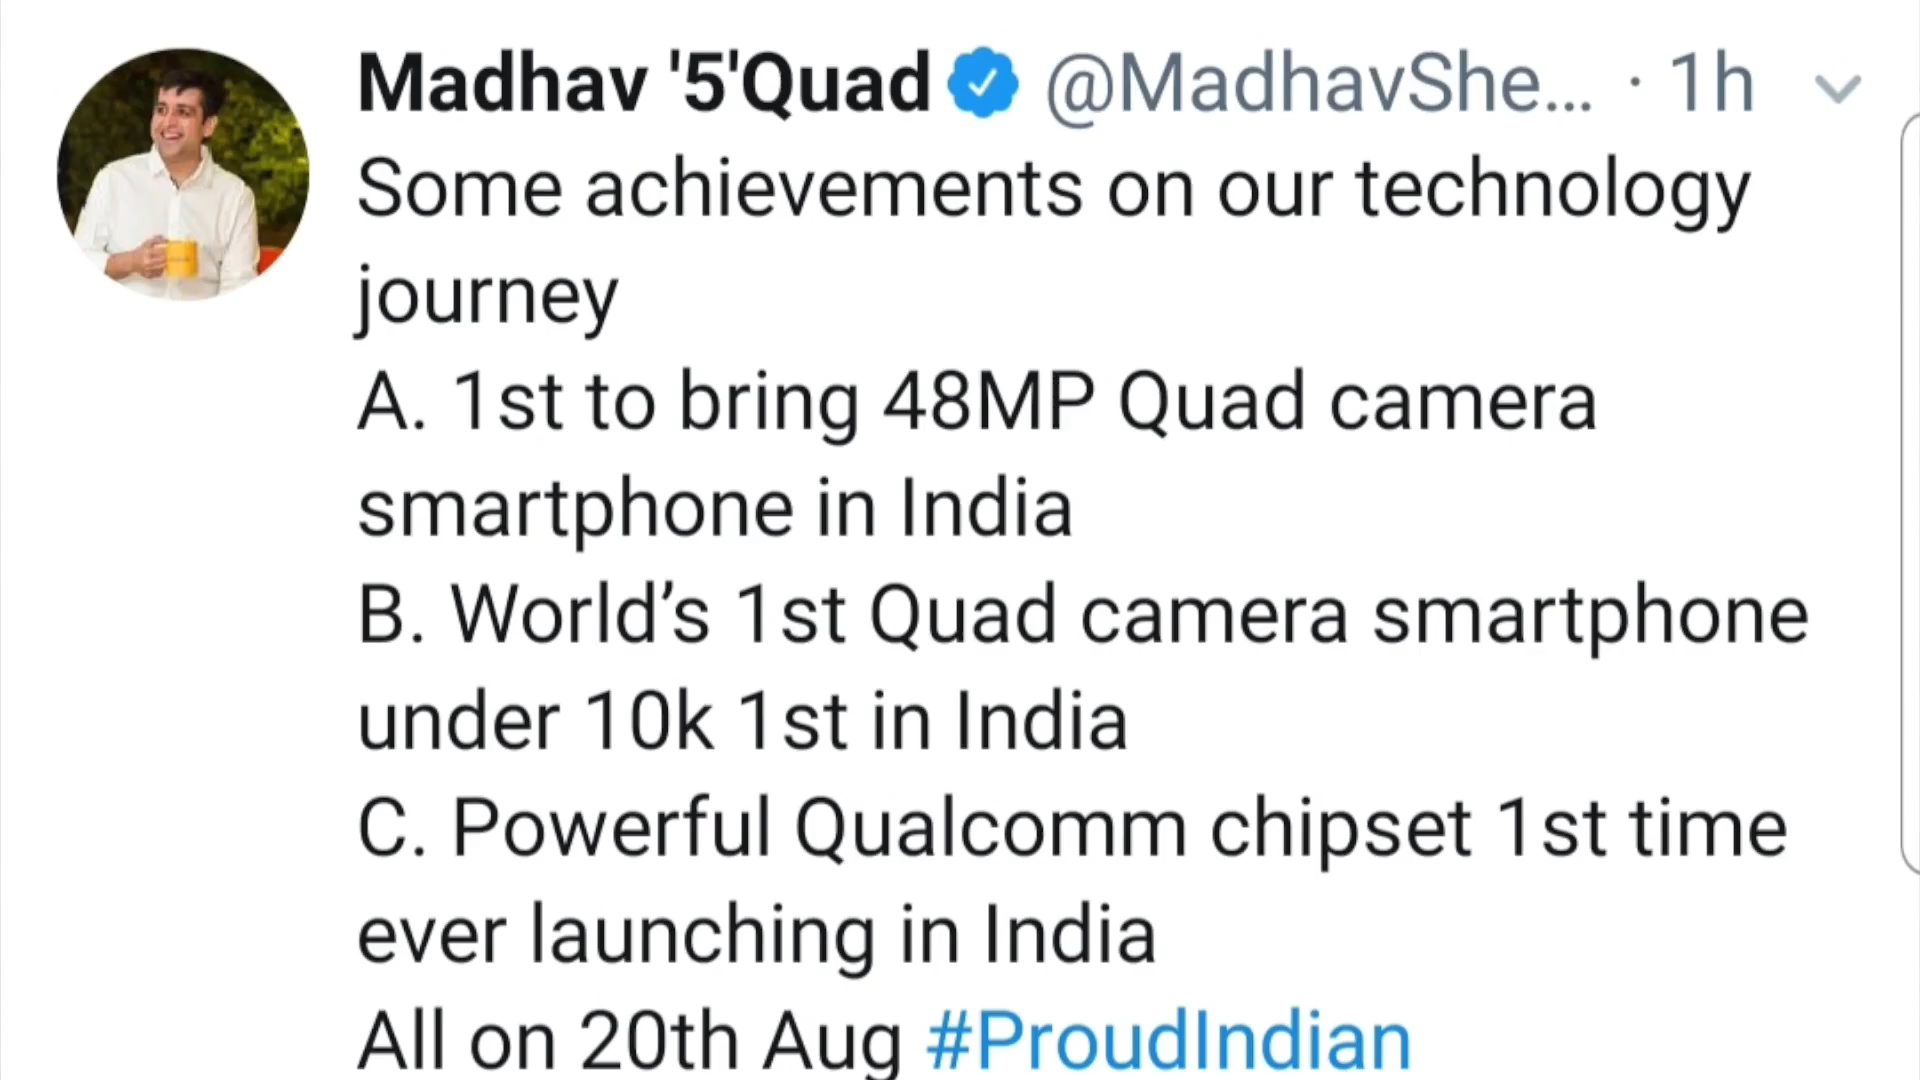 Madhav '5'Quad @MadhavShe... · 1h
Some achievements on our technology
journey
A. 1st to bring 48MP Quad camera
smartphone in India
B. World’s 1st Quad camera smartphone
under 10k 1st in India
C. Powerful Qualcomm chipset 1st time
ever launching in India
All on 20th Aug #ProudIndian